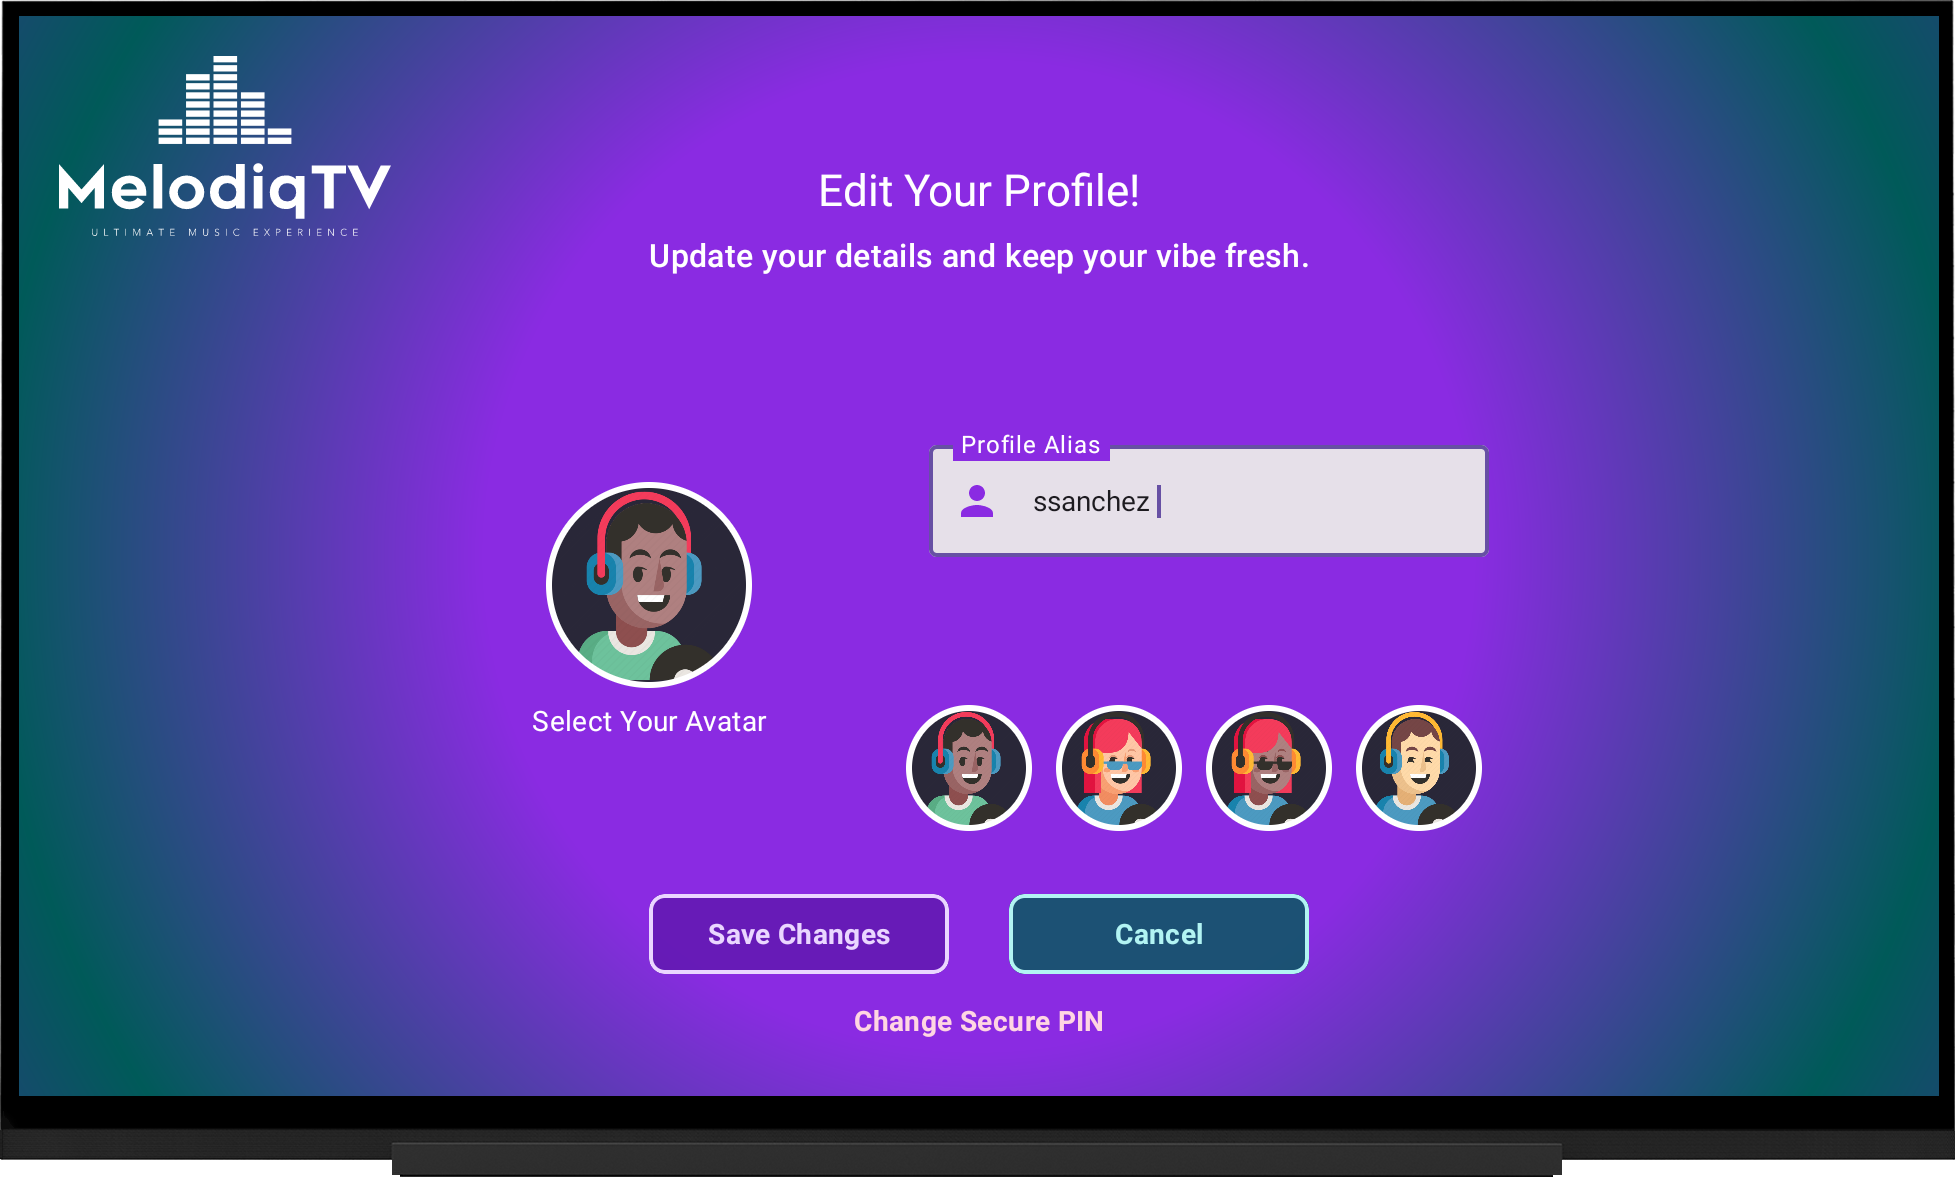 MelodiqTV
ULTIMATE MUSIC EXPERIENCE
Edit Your Profile!
Update your details and keep your vibe fresh.
Profile Alias
ssanchez
Select Your Avatar
Save Changes
Cancel
Change Secure PIN